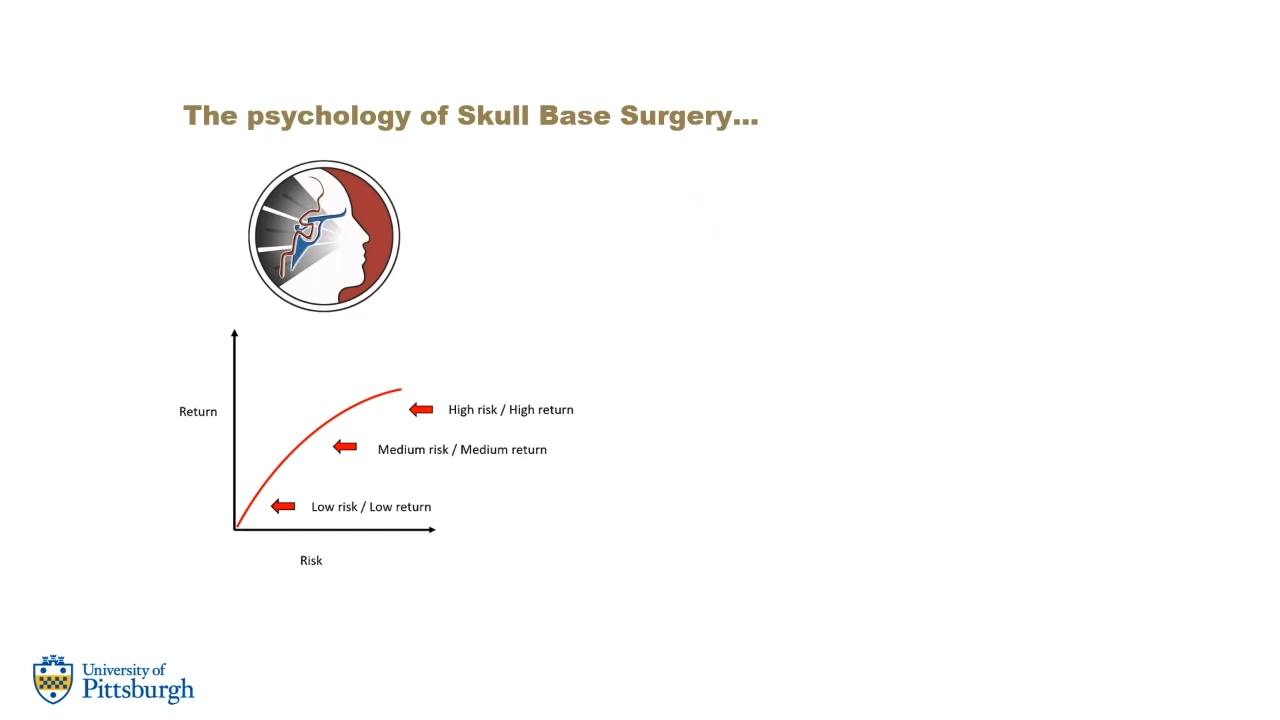 The psychology of Skull Base Surgery...
Return
High risk / High return
Medium risk / Medium return
Low risk / Low return
Risk
University of
Pittsburgh